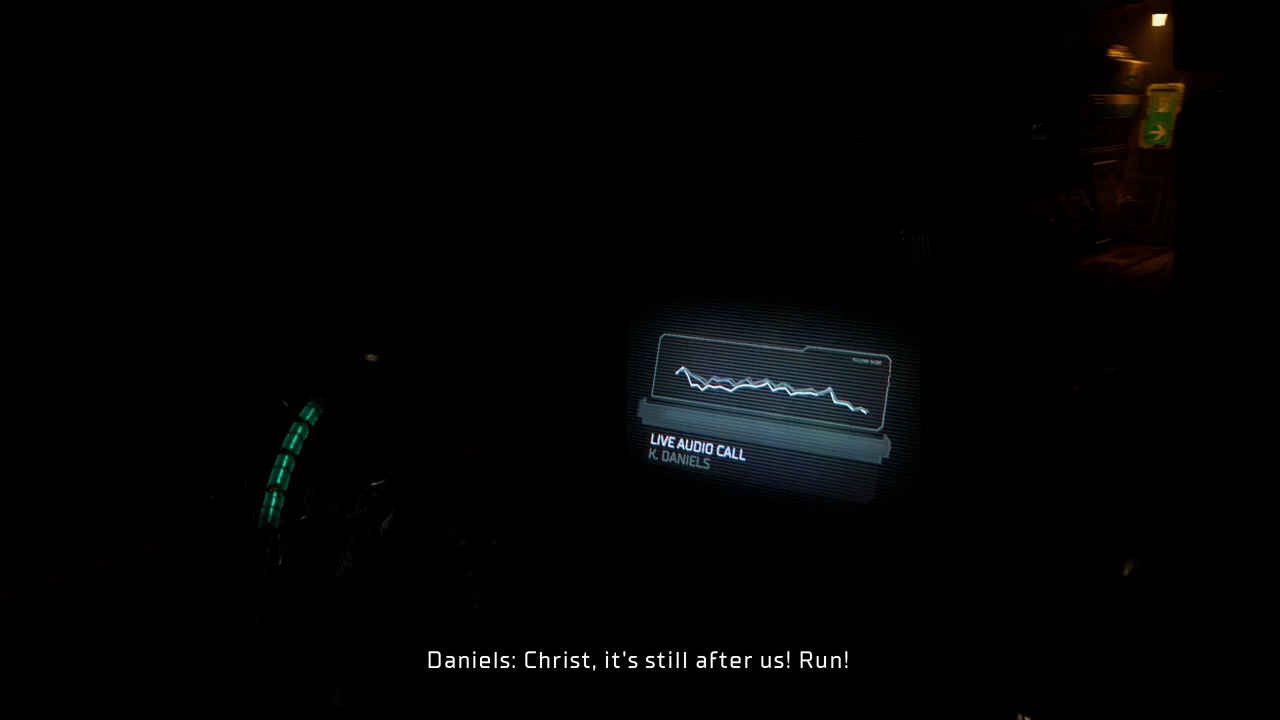 LIVE AUDIO CALL
K. DANIELS
Daniels: Christ, it's still after us! Run!